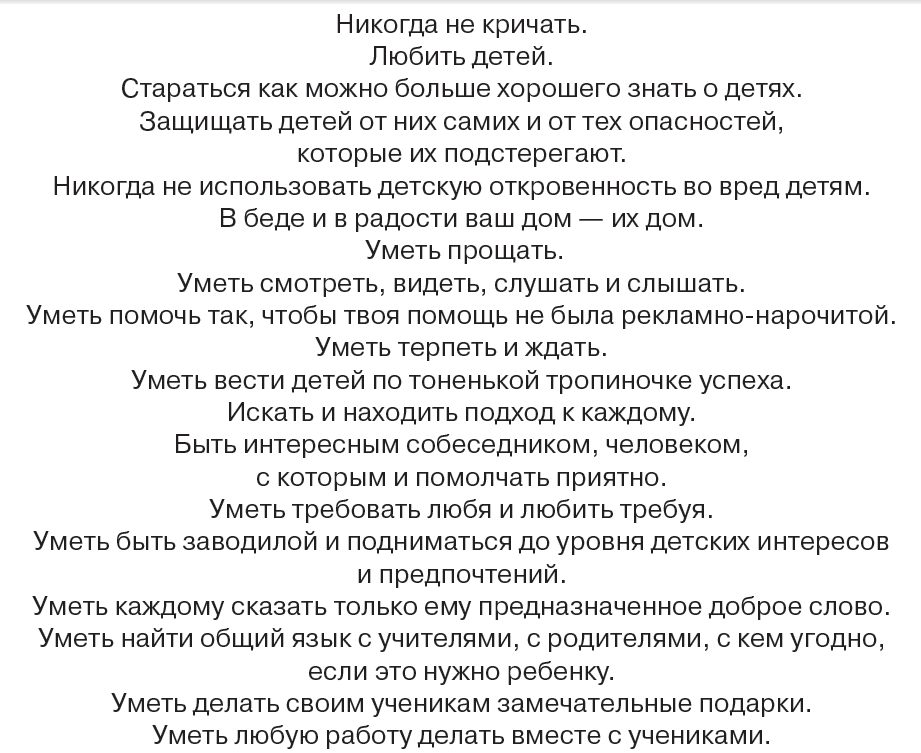 Никогда не кричать.
Любить детей.
Стараться как можно больше хорошего знать о детях.
Защищать детей от них самих и от тех опасностей,
которые их подстерегают.
Никогда не использовать детскую откровенность во вред детям.
В беде и в радости ваш дом — их дом.
Уметь прощать.
Уметь смотреть, видеть, слушать и слышать.
Уметь помочь так, чтобы твоя помощь не была рекламно-нарочитой.
Уметь терпеть и ждать.
Уметь вести детей по тоненькой тропиночке успеха.
Искать и находить подход к каждому.
Быть интересным собеседником, человеком,
с которым и помолчать приятно.
Уметь требовать любя и любить требуя.
Уметь быть заводилой и подниматься до уровня детских интересов
и предпочтений.
Уметь каждому сказать только ему предназначенное доброе слово.
Уметь найти общий язык с учителями, с родителями, с кем угодно,
если это нужно ребенку.
Уметь делать своим ученикам замечательные подарки.
Уметь любую работу делать вместе с учениками.